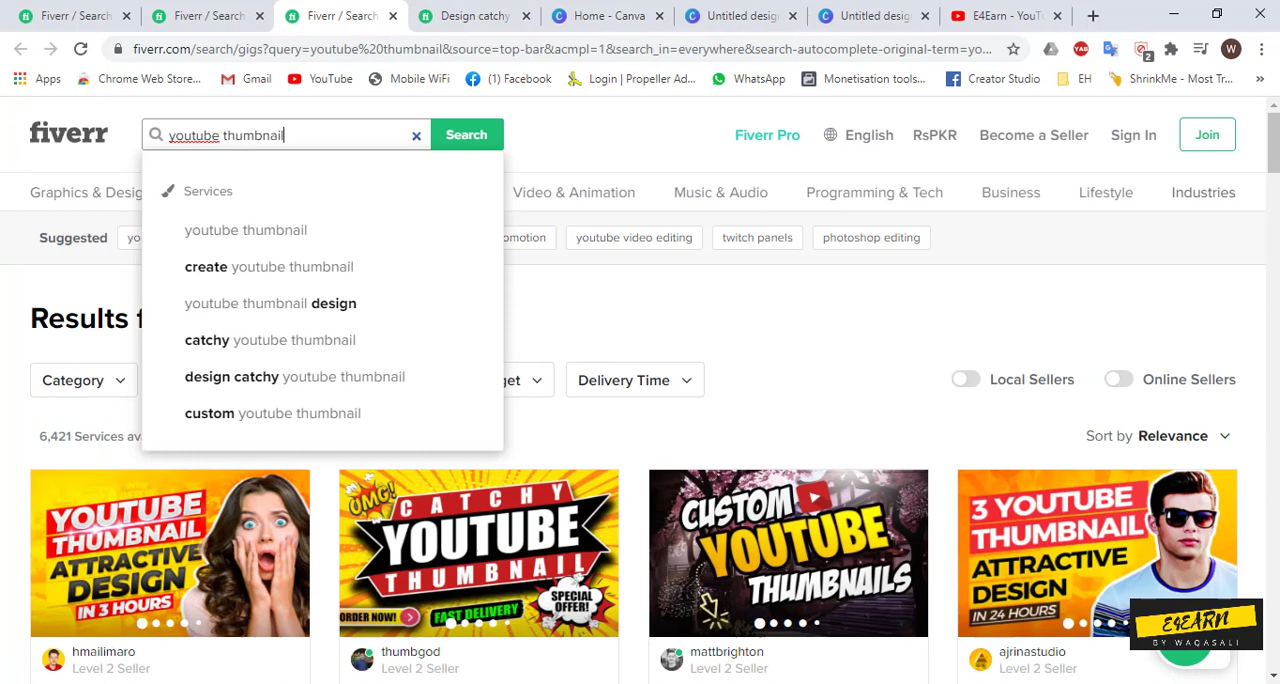 Fiverr / Search
Fiverr / Search
Fiverr / Search
Design catchy
Home - Canva
Untitled desig
Untitled desig
E4Earn - YouT
fiverr.com/search/gigs?query=youtube%20thumbnail&source=top-bar&acmpl=1&search_in=everywhere&search-autocomplete-original-term=yo...
YAB
2
W
Apps
Chrome Web Store...
Gmail
YouTube
Mobile WiFi
(1) Facebook
Login | Propeller Ad...
WhatsApp
Monetisation tools...
Creator Studio
EH
ShrinkMe - Most Tr...
»
fiverr
youtube thumbnail
Search
Fiverr Pro
English
RsPKR
Become a Seller
Sign In
Join
Graphics & Desig
Video & Animation
Music & Audio
Programming & Tech
Business
Lifestyle
Industries
Services
youtube thumbnail
create youtube thumbnail
youtube thumbnail design
catchy youtube thumbnail
design catchy youtube thumbnail
custom youtube thumbnail
Suggested
yo
omotion
youtube video editing
twitch panels
photoshop editing
Results f
Category
get
Delivery Time
Local Sellers
Online Sellers
6,421 Services av
Sort by Relevance
YOUTUBE
THUMBNAIL
ATTRACTIVE
DESIGN
IN 3 HOURS
OMG!
CATCHY
YOUTUBE
THUMBNAIL
ORDER NOW!
FAST DELIVERY
SPECIAL
OFFER!
CUSTOM
YOUTUBE
THUMBNAILS
3 YOUTUBE
THUMBNAIL
ATTRACTIVE
DESIGN
IN 24 HOURS
E4EARN
BY WAQASALI
hmailimaro
Level 2 Seller
thumbgod
Level 2 Seller
mattbrighton
Level 2 Seller
ajrinastudio
Level 2 Seller